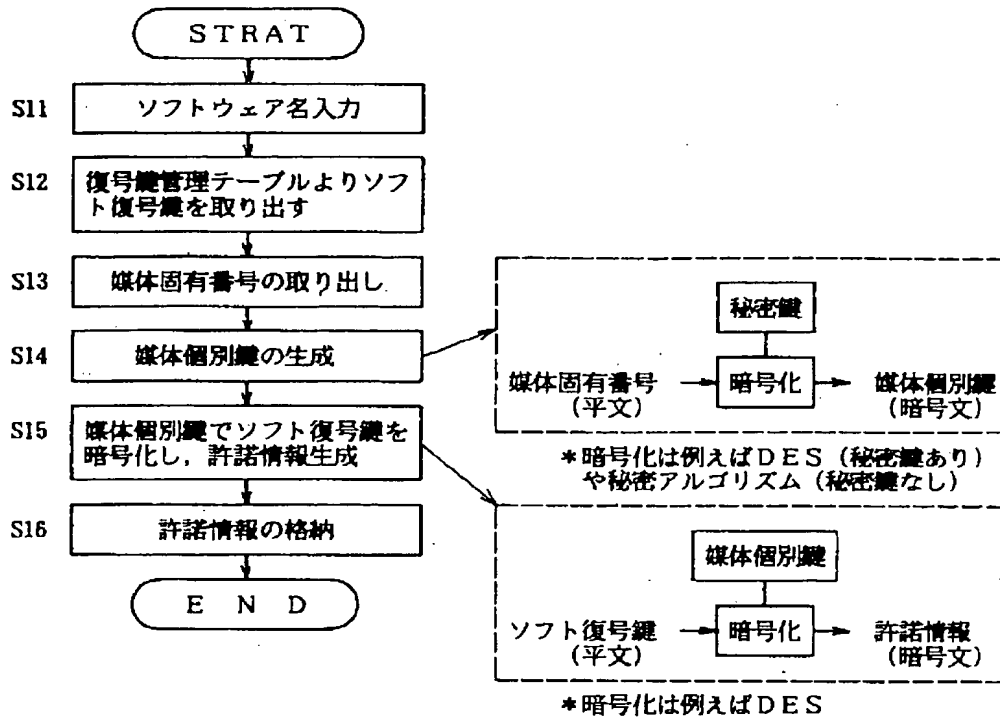 STRAT
S11 ソフトウェア名入力
S12 復号鍵管理テーブルよりソフ
ト復号鍵を取り出す
S13 媒体固有番号の取り出し
S14 媒体個別鍵の生成
S15 媒体個別鍵でソフト復号鍵を
暗号化し，許諾情報生成
S16 許諾情報の格納
END
秘密鍵
媒体固有番号 暗号化 媒体個別鍵
(平文) (暗号文)
*暗号化は例えばDES（秘密鍵あり）
や秘密アルゴリズム（秘密鍵なし）
媒体個別鍵
ソフト復号鍵 暗号化 許諾情報
(平文) (暗号文)
*暗号化は例えばDES